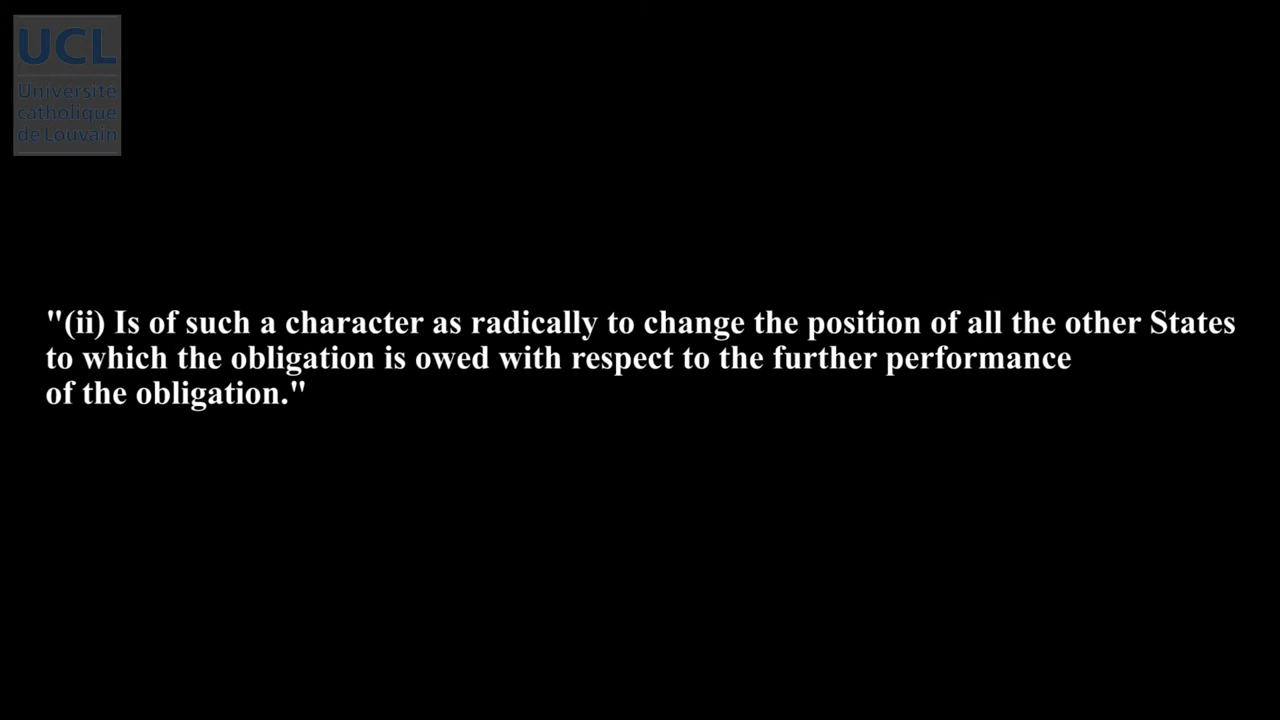 UCL
Université
catholique
de Louvain
"(ii) Is of such a character as radically to change the position of all the other States
to which the obligation is owed with respect to the further performance
of the obligation."